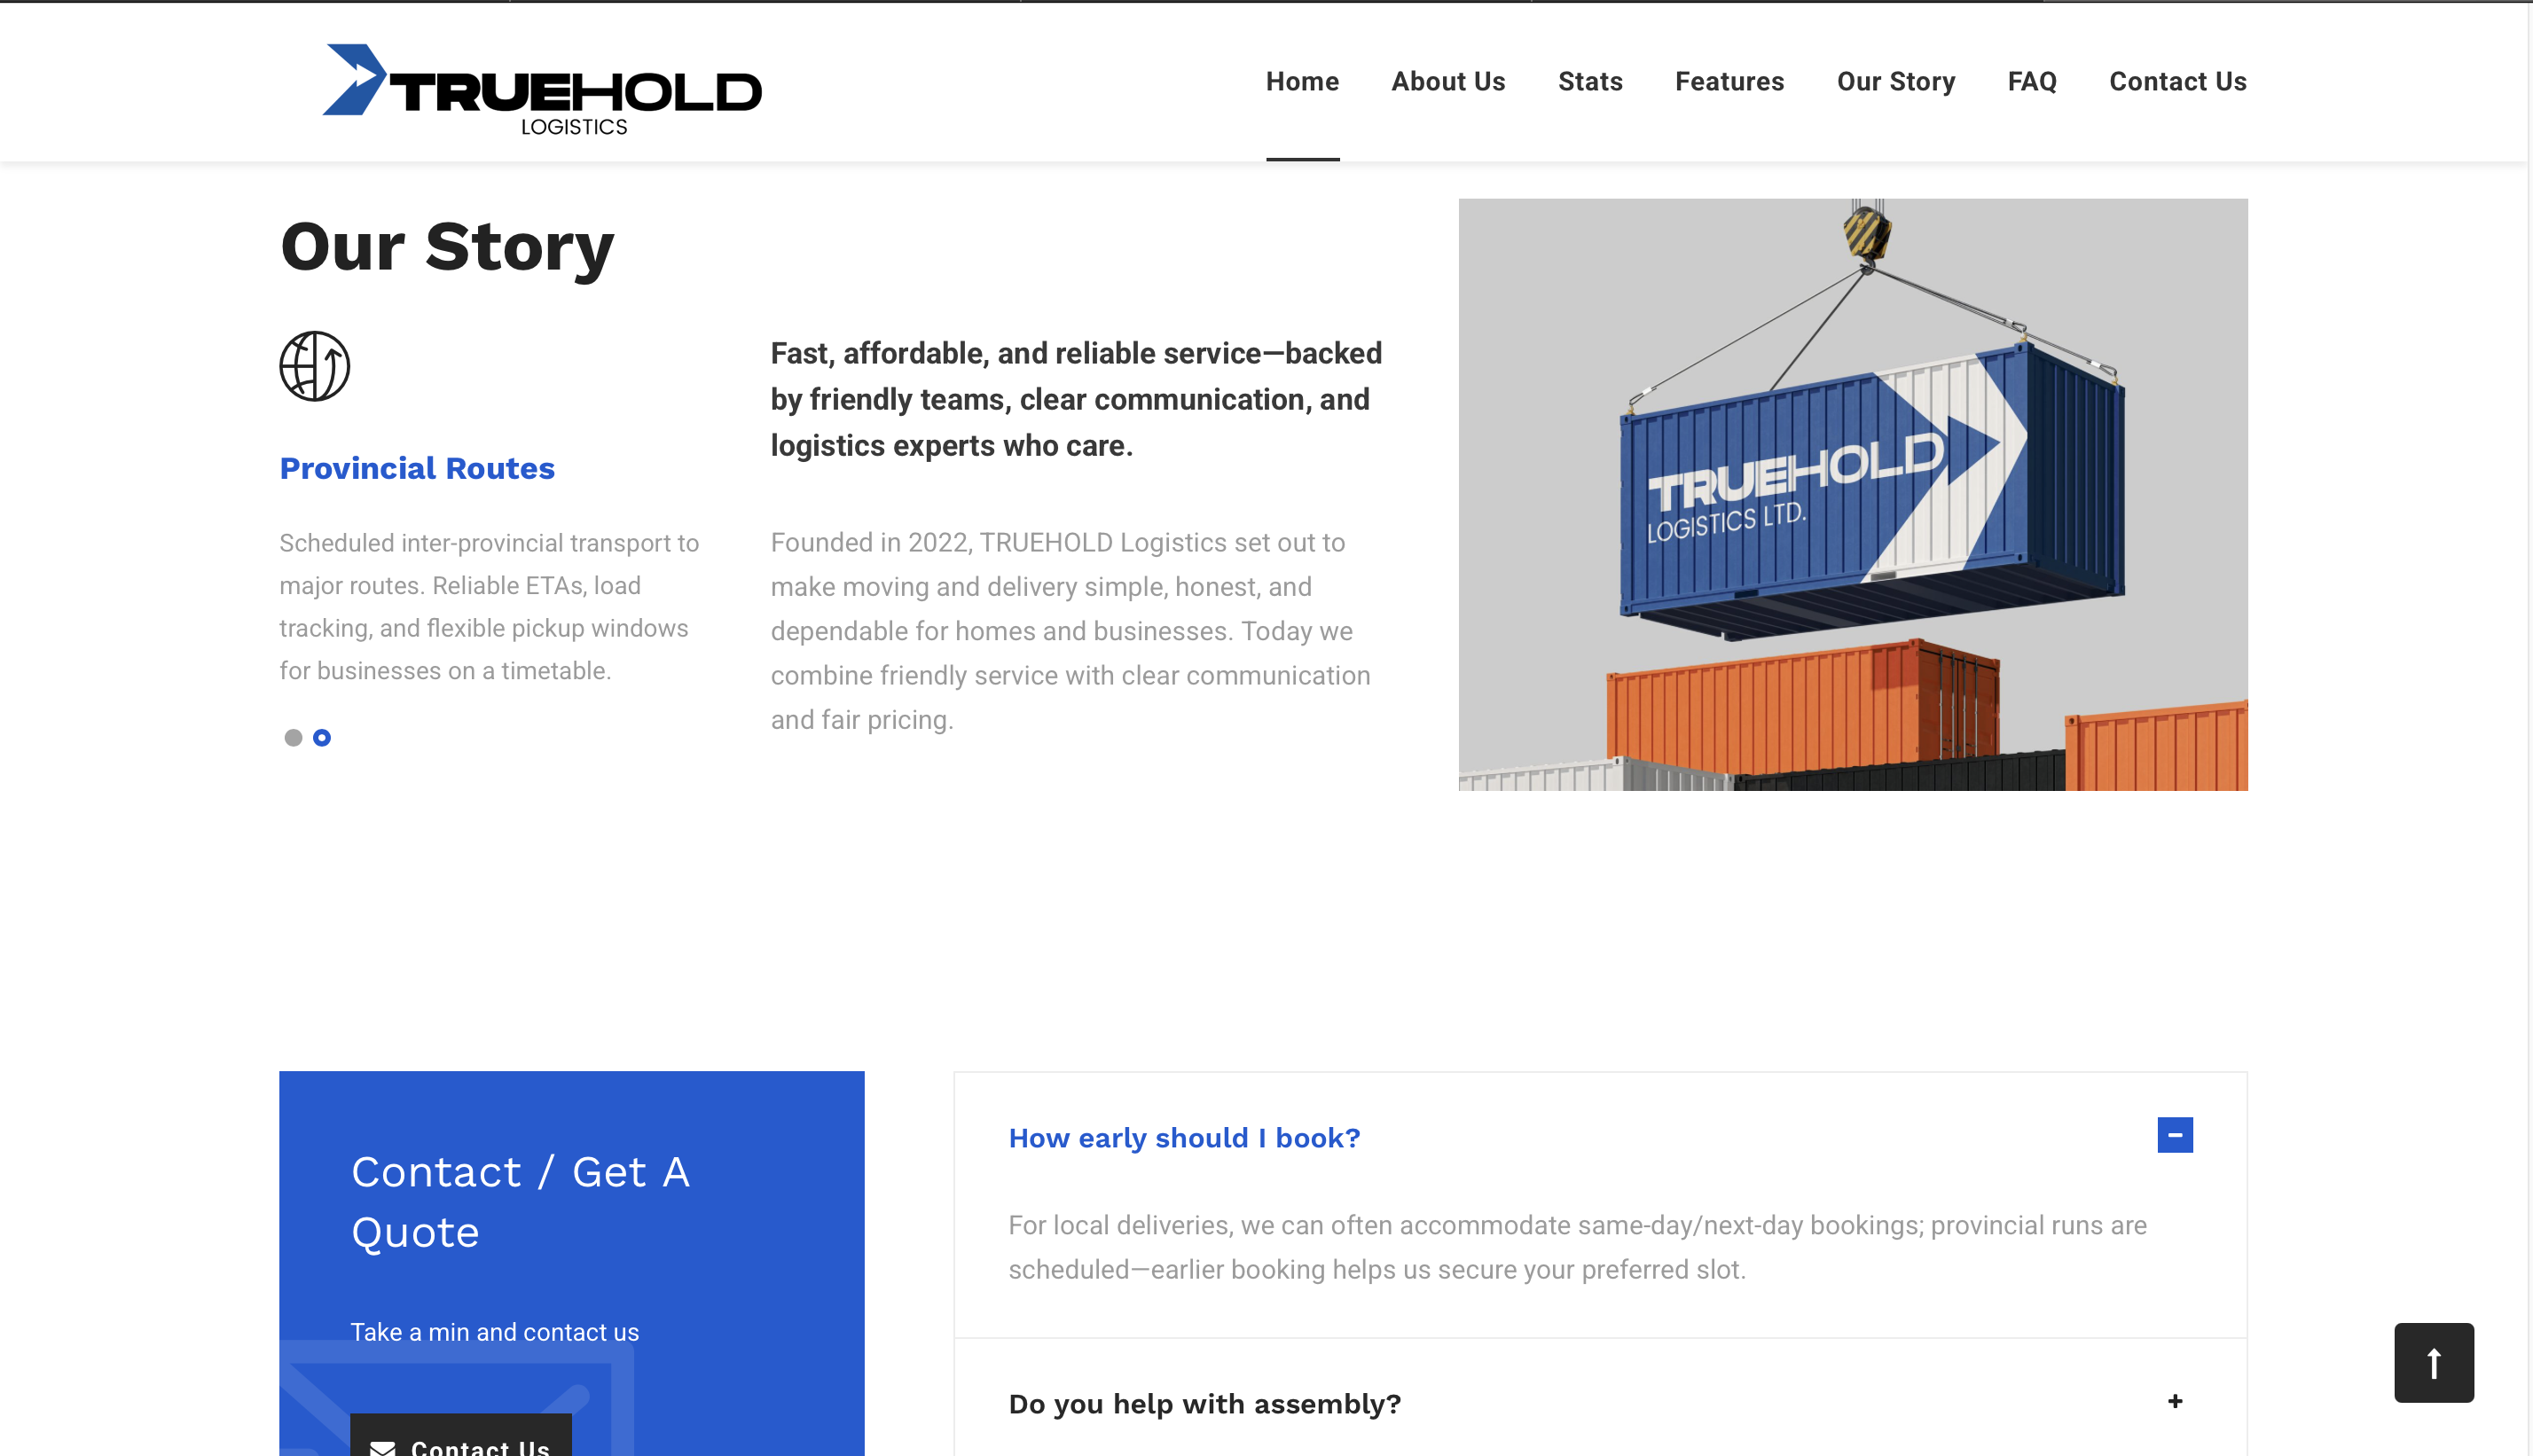 TRUEHOLD
LOGISTICS
Home
About Us
Stats
Features
Our Story
FAQ
Contact Us
Our Story
Provincial Routes
Scheduled inter-provincial transport to
major routes. Reliable ETAs, load
tracking, and flexible pickup windows
for businesses on a timetable.
Fast, affordable, and reliable service—backed
by friendly teams, clear communication, and
logistics experts who care.
Founded in 2022, TRUEHOLD Logistics set out to
make moving and delivery simple, honest, and
dependable for homes and businesses. Today we
combine friendly service with clear communication
and fair pricing.
TRUEHOLD
LOGISTICS LTD.
Contact / Get A
Quote
Take a min and contact us
Contact Us
How early should I book?
For local deliveries, we can often accommodate same-day/next-day bookings; provincial runs are
scheduled—earlier booking helps us secure your preferred slot.
Do you help with assembly?